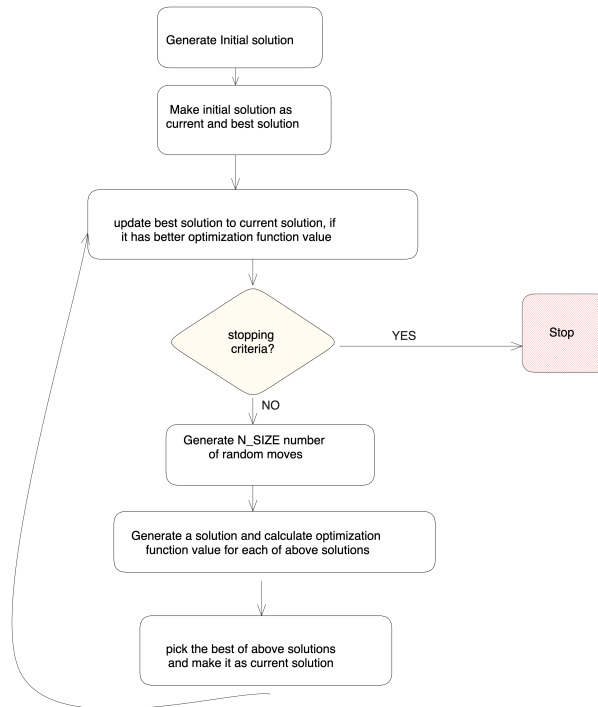 Generate Initial solution
Make initial solution as
current and best solution
update best solution to current solution, if
it has better optimization function value
stopping
criteria?
YES
Stop
NO
Generate N_SIZE number
of random moves
Generate a solution and calculate optimization
function value for each of above solutions
pick the best of above solutions
and make it as current solution